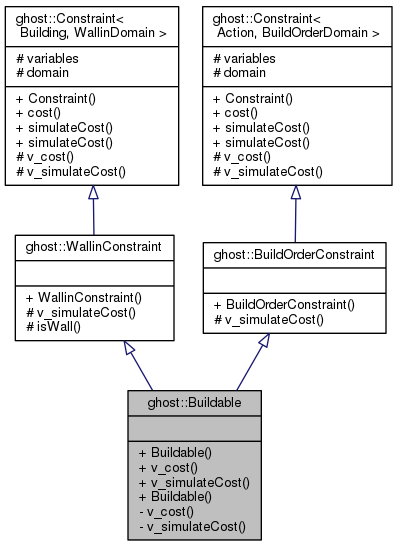 ghost::Constraint<
Building, WallinDomain >
# variables
# domain
+ Constraint()
+ cost()
+ simulateCost()
+ simulateCost()
# v_cost()
# v_simulateCost()
ghost::Constraint<
Action, BuildOrderDomain >
# variables
# domain
+ Constraint()
+ cost()
+ simulateCost()
+ simulateCost()
# v_cost()
# v_simulateCost()
ghost::WallinConstraint
+ WallinConstraint()
# v_simulateCost()
# isWall()
ghost::BuildOrderConstraint
+ BuildOrderConstraint()
# v_simulateCost()
ghost::Buildable
+ Buildable()
+ v_cost()
+ v_simulateCost()
+ Buildable()
- v_cost()
- v_simulateCost()